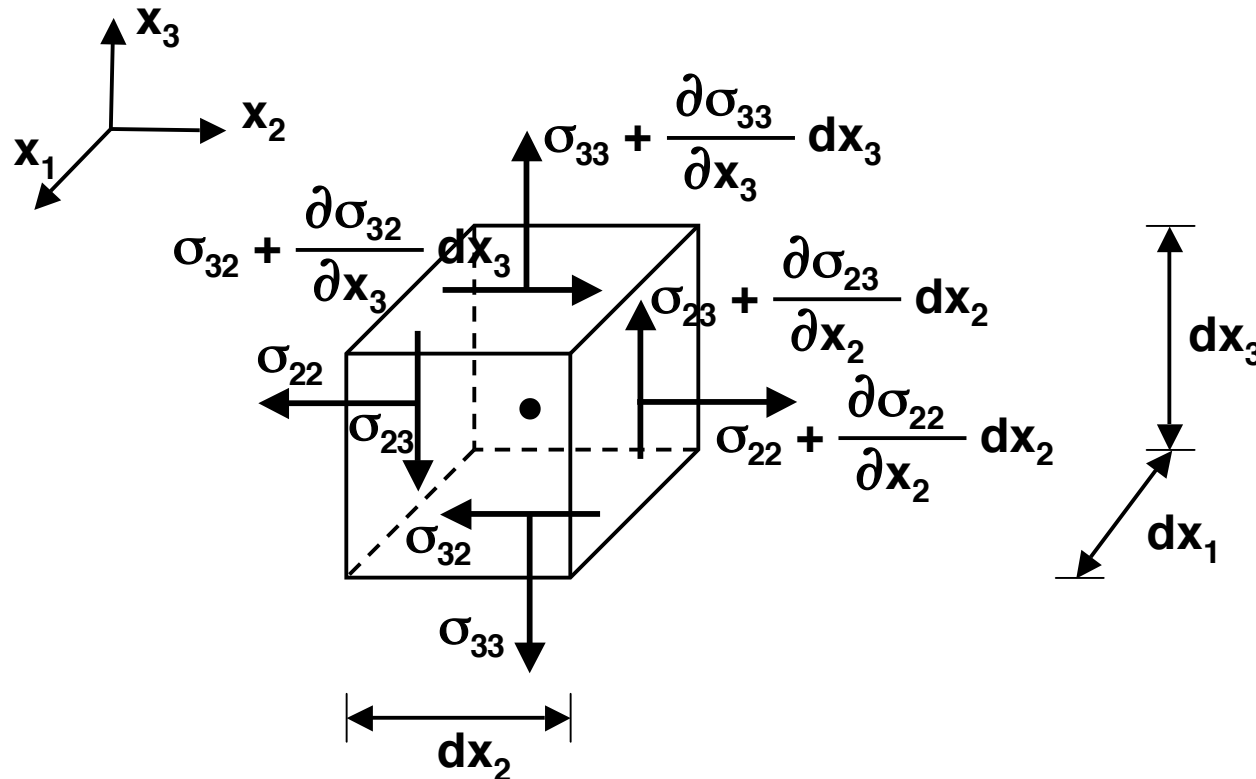 x₃
x₂
x₁
σ₃₃ + ∂σ₃₃/∂x₃ dx₃
σ₃₂ + ∂σ₃₂/∂x₃ dx₃
σ₂₃ + ∂σ₂₃/∂x₂ dx₂
dx₃
σ₂₂
σ₂₃
σ₂₂ + ∂σ₂₂/∂x₂ dx₂
σ₃₂
dx₁
σ₃₃
dx₂